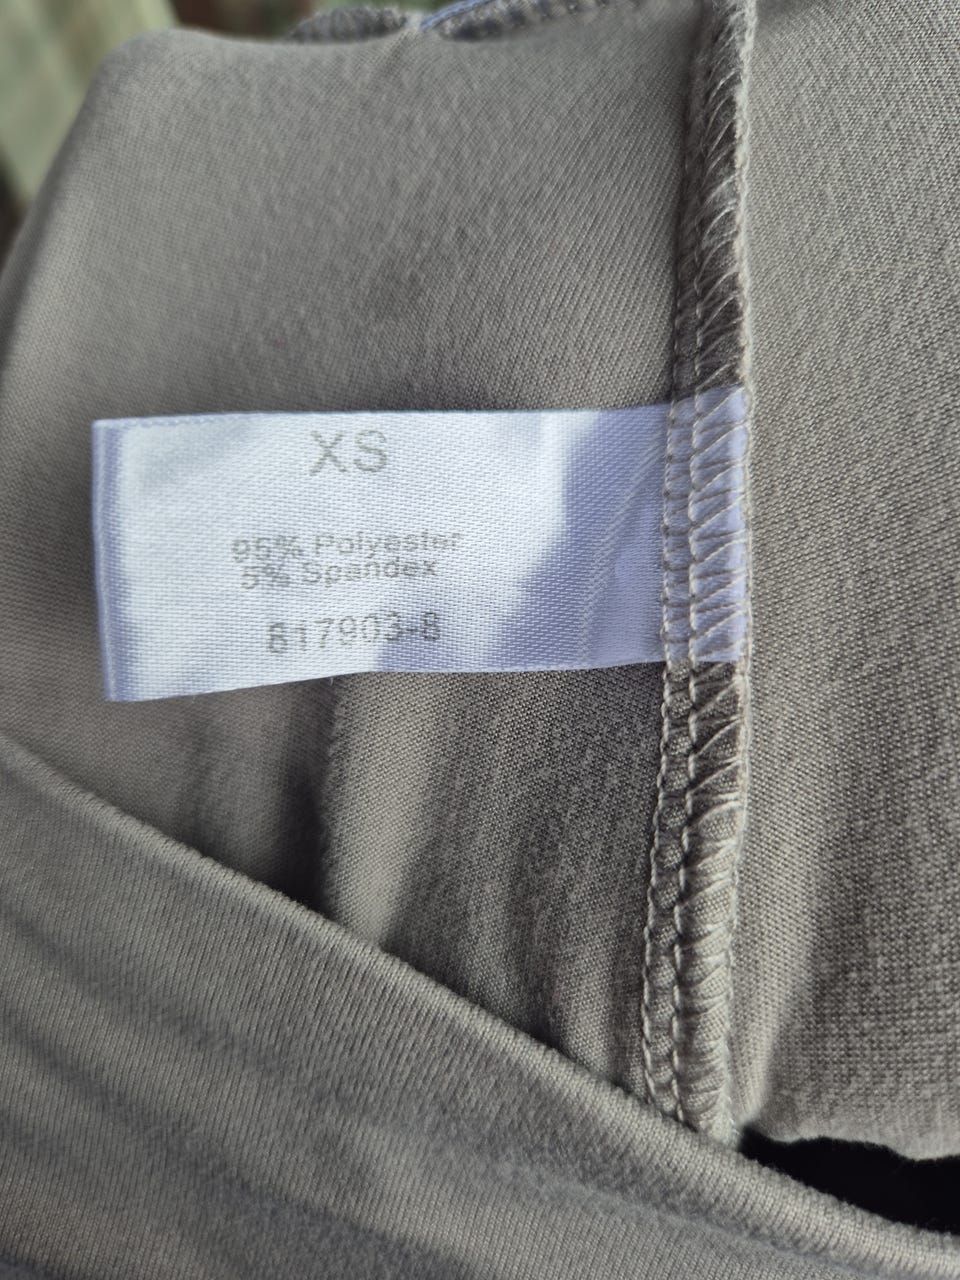 XS
95% Polyester
5% Spandex
817903-8